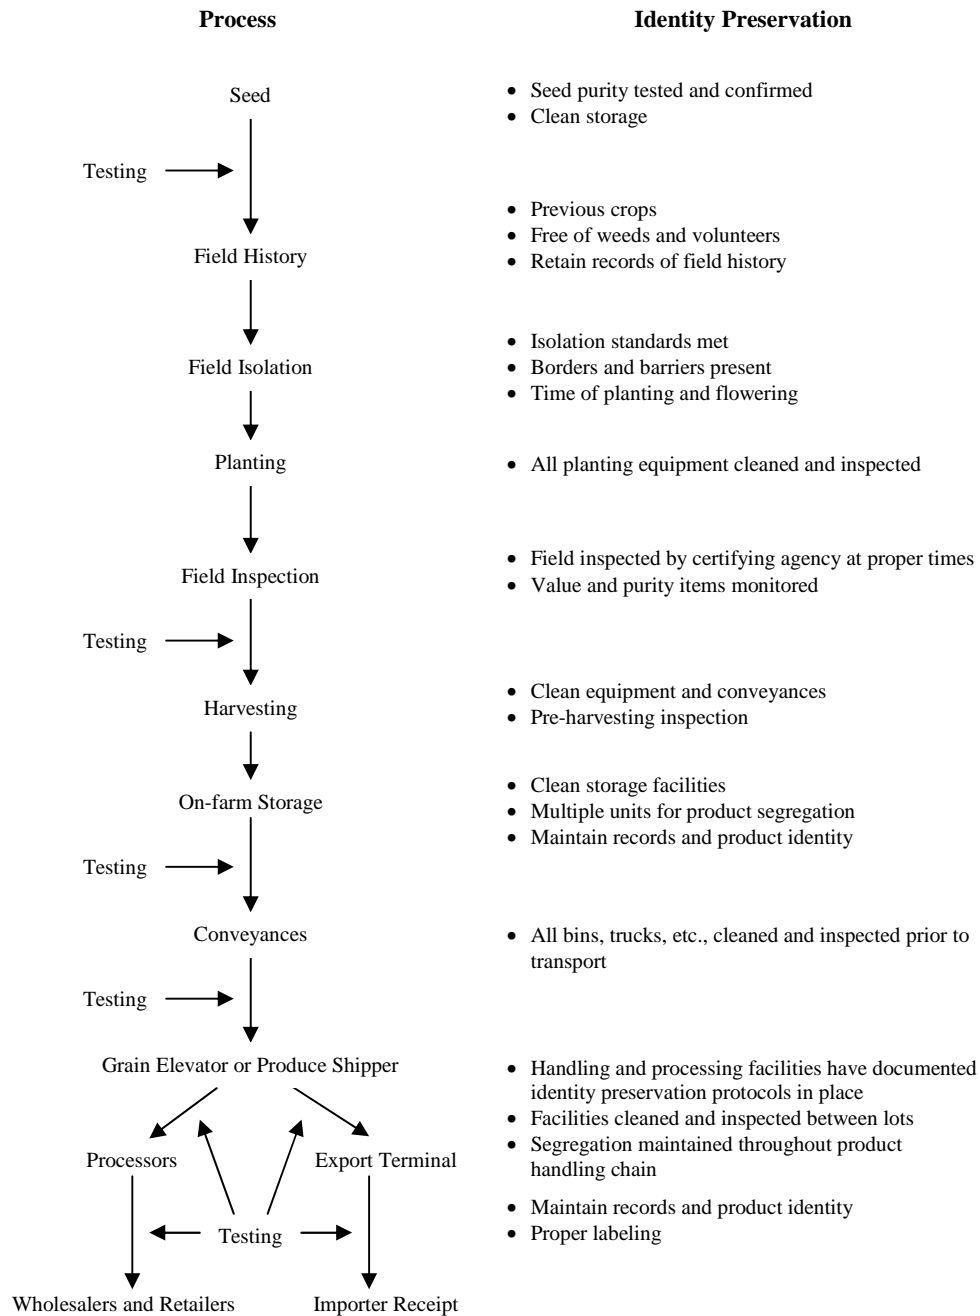 Process
Identity Preservation
Seed
• Seed purity tested and confirmed
• Clean storage
Testing
• Previous crops
• Free of weeds and volunteers
• Retain records of field history
Field History
• Isolation standards met
• Borders and barriers present
• Time of planting and flowering
Field Isolation
Planting
• All planting equipment cleaned and inspected
Field Inspection
• Field inspected by certifying agency at proper times
• Value and purity items monitored
Testing
Harvesting
• Clean equipment and conveyances
• Pre-harvesting inspection
On-farm Storage
• Clean storage facilities
• Multiple units for product segregation
• Maintain records and product identity
Testing
Conveyances
• All bins, trucks, etc., cleaned and inspected prior to
transport
Testing
Grain Elevator or Produce Shipper
• Handling and processing facilities have documented
identity preservation protocols in place
• Facilities cleaned and inspected between lots
• Segregation maintained throughout product
handling chain
Processors
Export Terminal
• Maintain records and product identity
• Proper labeling
Testing
Wholesalers and Retailers
Importer Receipt